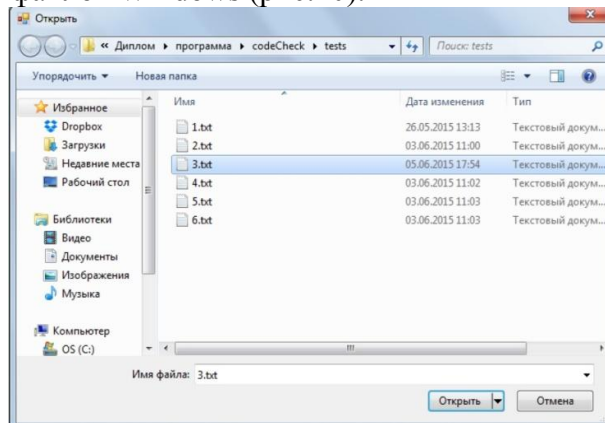 Открыть
« Диплом ▸ программа ▸ codeCheck ▸ tests
Поиск: tests
Упорядочить ▾ Новая папка
Избранное
Dropbox
Загрузки
Недавние места
Рабочий стол
Библиотеки
Видео
Документы
Изображения
Музыка
Компьютер
OS (C:)
Имя Дата изменения Тип
1.txt 26.05.2015 13:13 Текстовый докум...
2.txt 03.06.2015 11:00 Текстовый докум...
3.txt 05.06.2015 17:54 Текстовый докум...
4.txt 03.06.2015 11:02 Текстовый докум...
5.txt 03.06.2015 11:03 Текстовый докум...
6.txt 03.06.2015 11:03 Текстовый докум...
Имя файла: 3.txt
Открыть Отмена